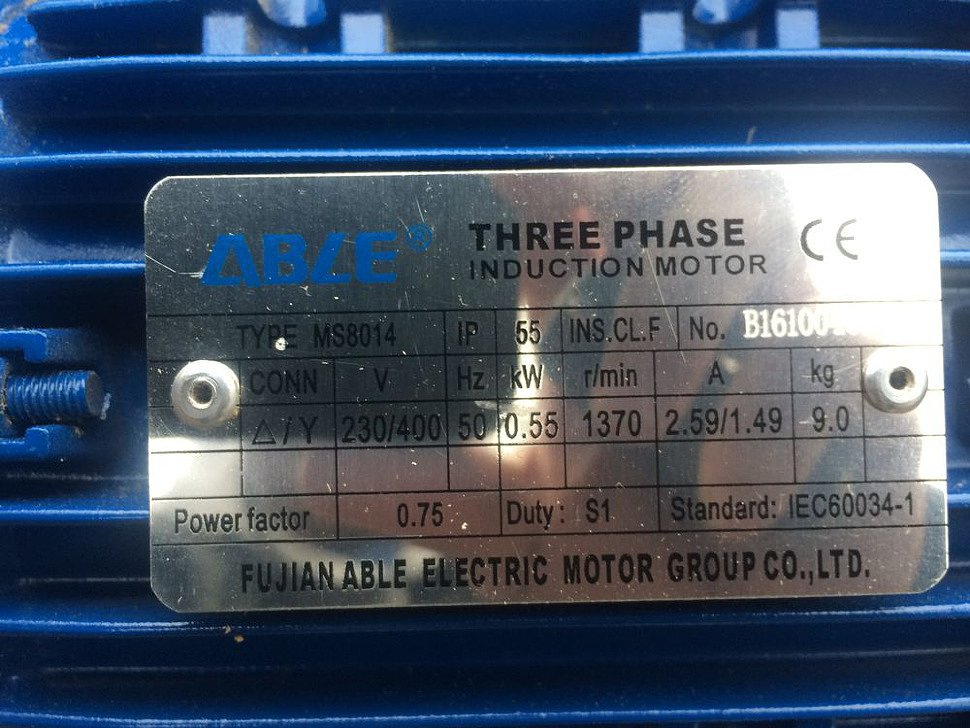 ABLE® THREE PHASE CE
INDUCTION MOTOR
TYPE MS8014 IP 55 INS.CL.F No.
CONN V Hz kW r/min A kg
△/Y 230/400 50 0.55 1370 2.59/1.49 9.0
Power factor 0.75 Duty: S1 Standard: IEC60034-1
FUJIAN ABLE ELECTRIC MOTOR GROUP CO.,LTD.